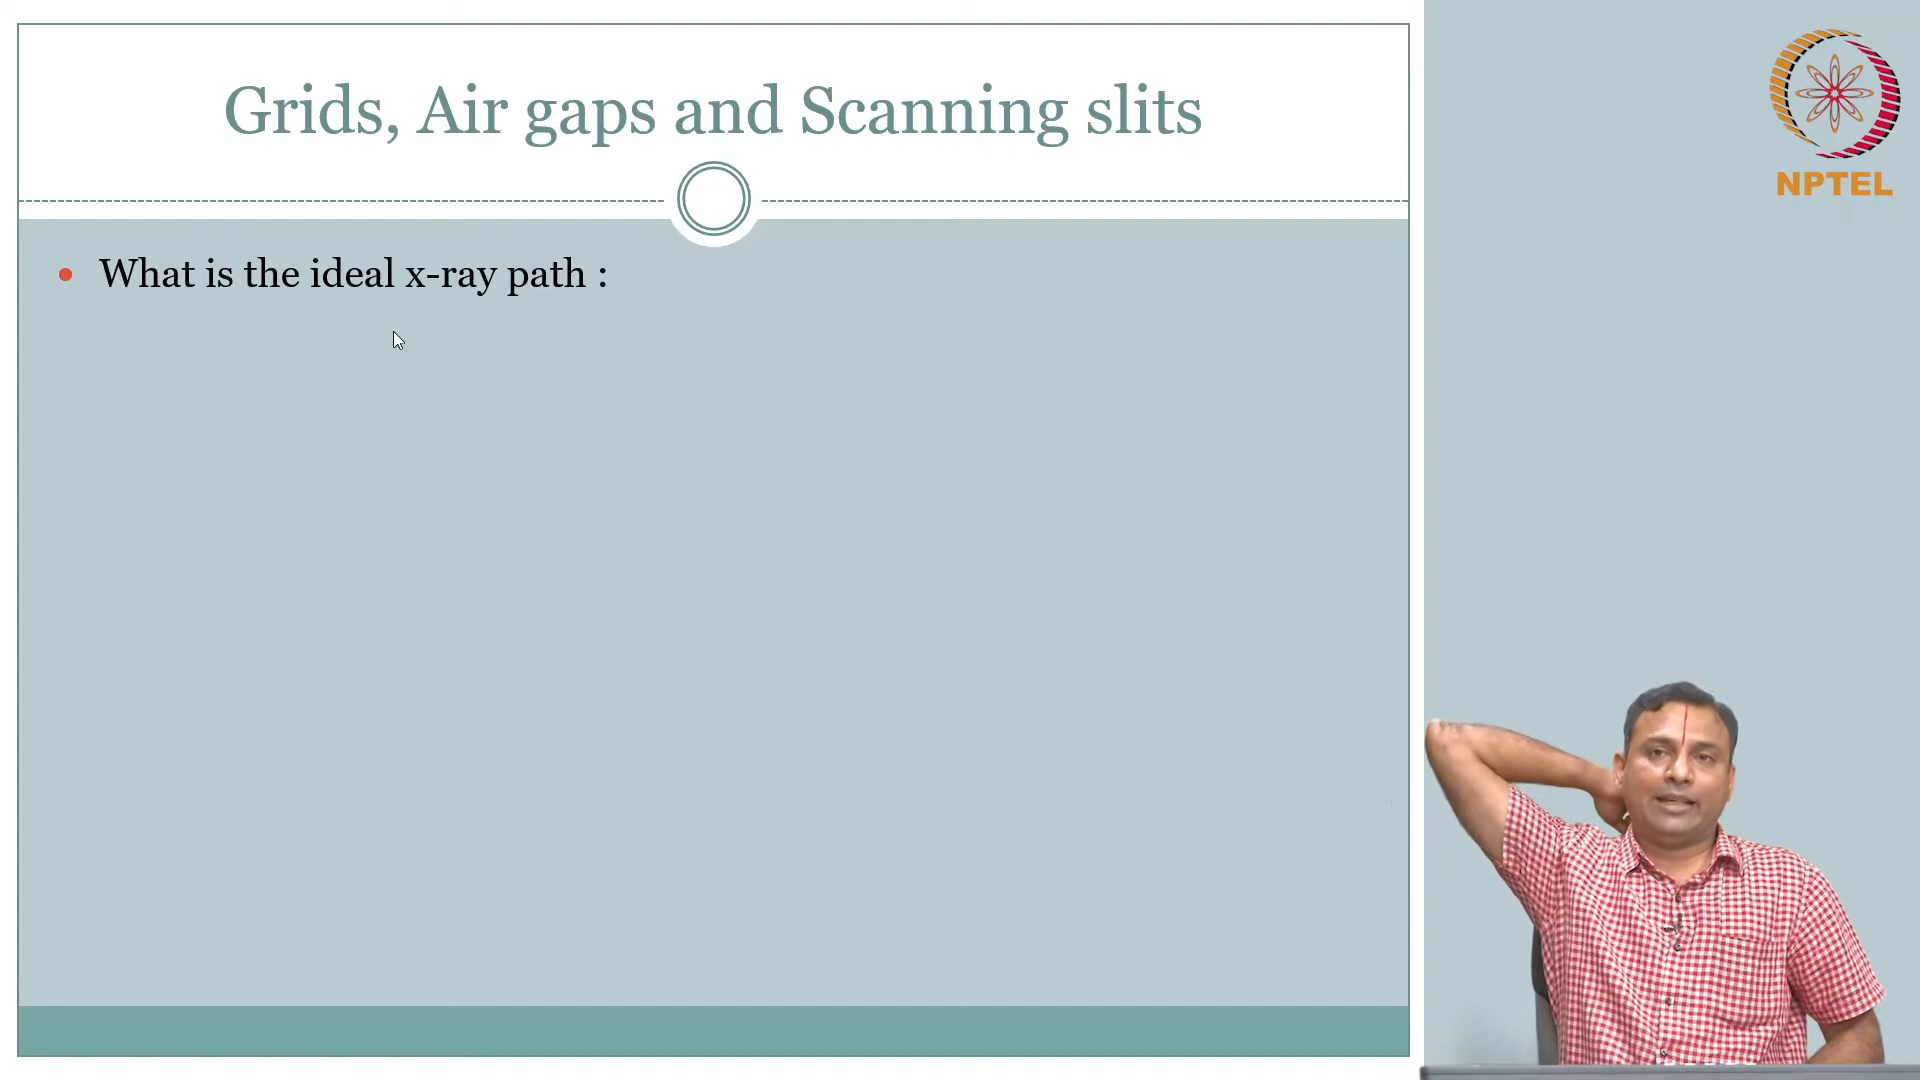 Grids, Air gaps and Scanning slits
What is the ideal x-ray path :
NPTEL